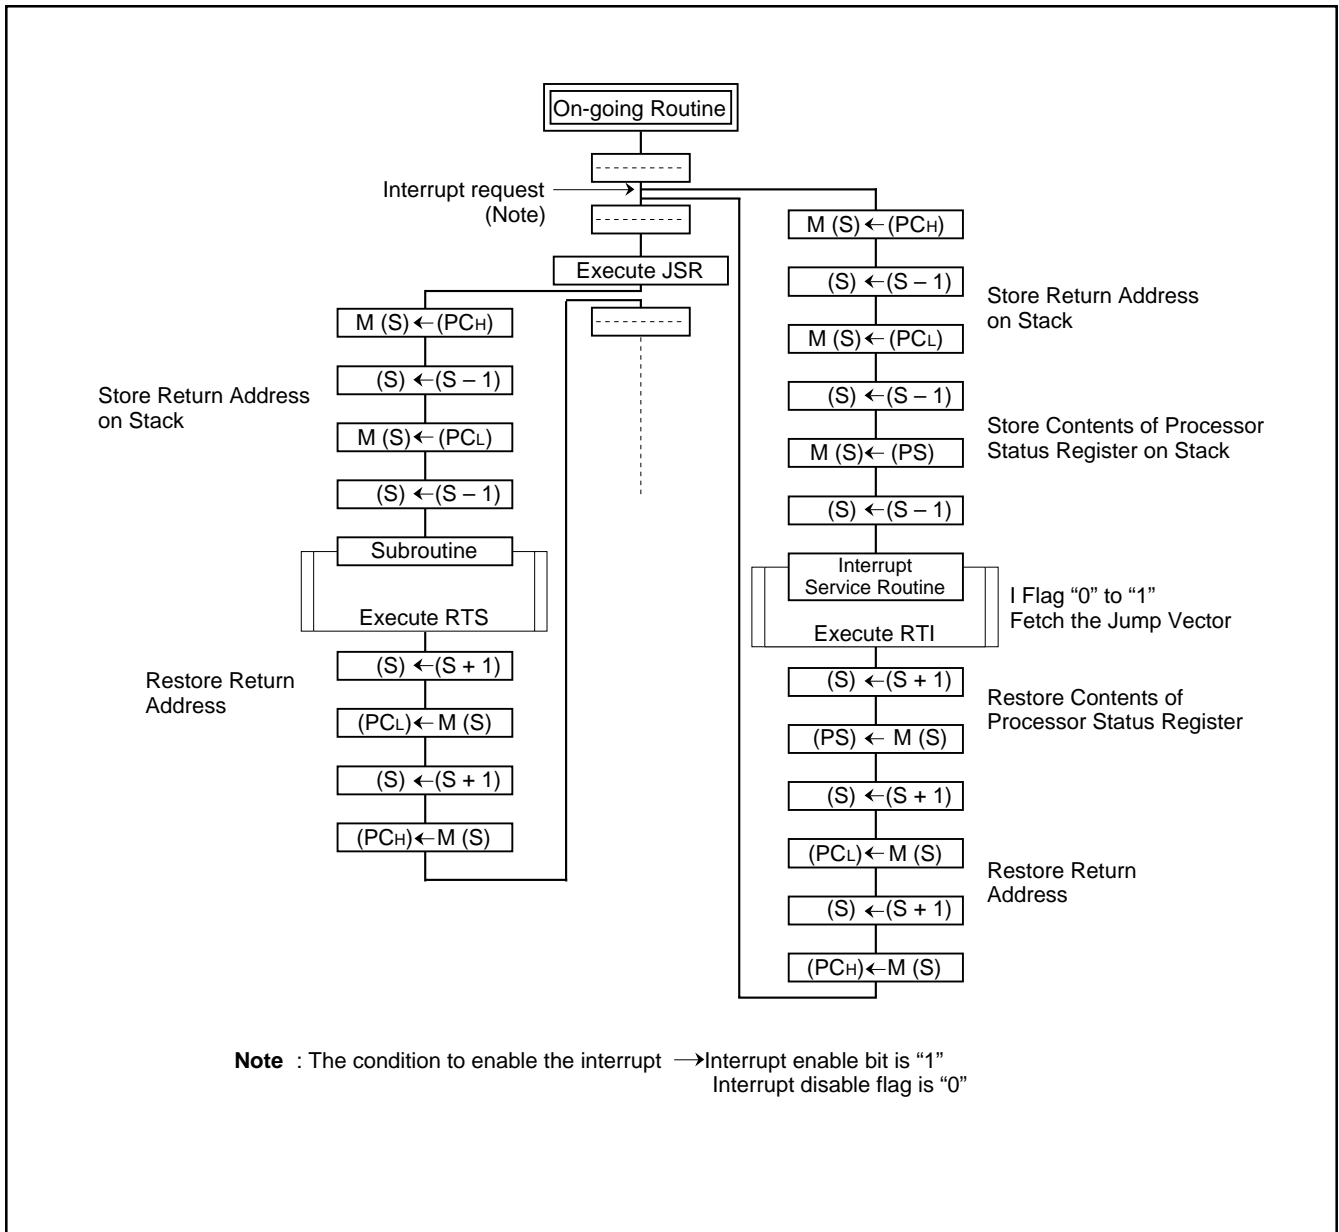 On-going Routine
Interrupt request
(Note)
Execute JSR
M (S) ← (PCH)
(S) ← (S – 1)
M (S) ← (PCL)
(S) ← (S – 1)
Store Return Address
on Stack
Subroutine
Execute RTS
(S) ← (S + 1)
(PCL) ← M (S)
(S) ← (S + 1)
(PCH) ← M (S)
Restore Return
Address
M (S) ← (PCH)
(S) ← (S – 1)
M (S) ← (PCL)
(S) ← (S – 1)
M (S) ← (PS)
(S) ← (S – 1)
Store Return Address
on Stack
Store Contents of Processor
Status Register on Stack
Interrupt
Service Routine
Execute RTI
I Flag “0” to “1”
Fetch the Jump Vector
(S) ← (S + 1)
(PS) ← M (S)
(S) ← (S + 1)
(PCL) ← M (S)
(S) ← (S + 1)
(PCH) ← M (S)
Restore Contents of
Processor Status Register
Restore Return
Address
Note : The condition to enable the interrupt → Interrupt enable bit is “1”
Interrupt disable flag is “0”